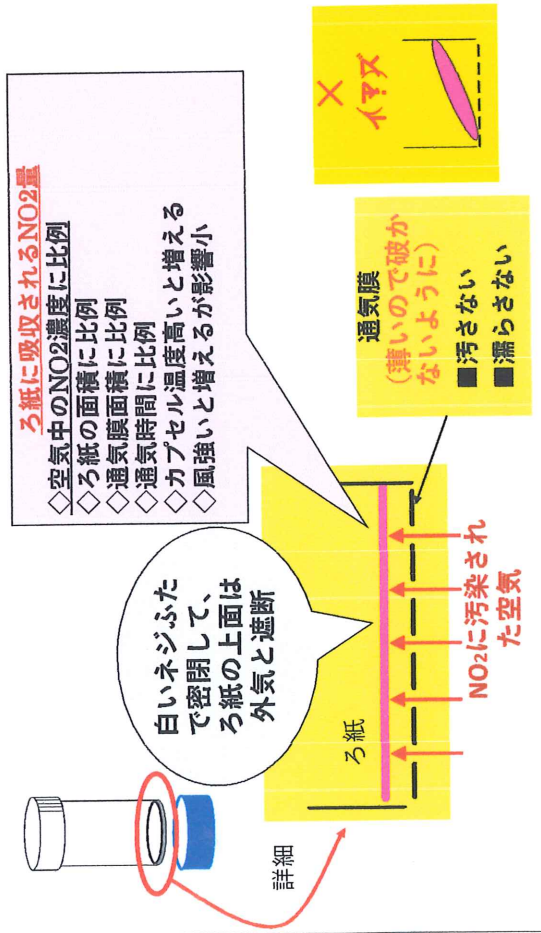 ろ紙に吸収されるNO2量
◇空気中のNO2濃度に比例
◇ろ紙の面積に比例
◇通気膜面積に比例
◇通気時間に比例
◇カプセル温度高いと増える
◇風強いと増えるが影響小
白いネジふた
で密閉して、
ろ紙の上面は
外気と遮断
詳細
ろ紙
NO₂に汚染され
た空気
通気膜
(薄いので破か
ないように)
■汚さない
■濡らさない
×
イマズ